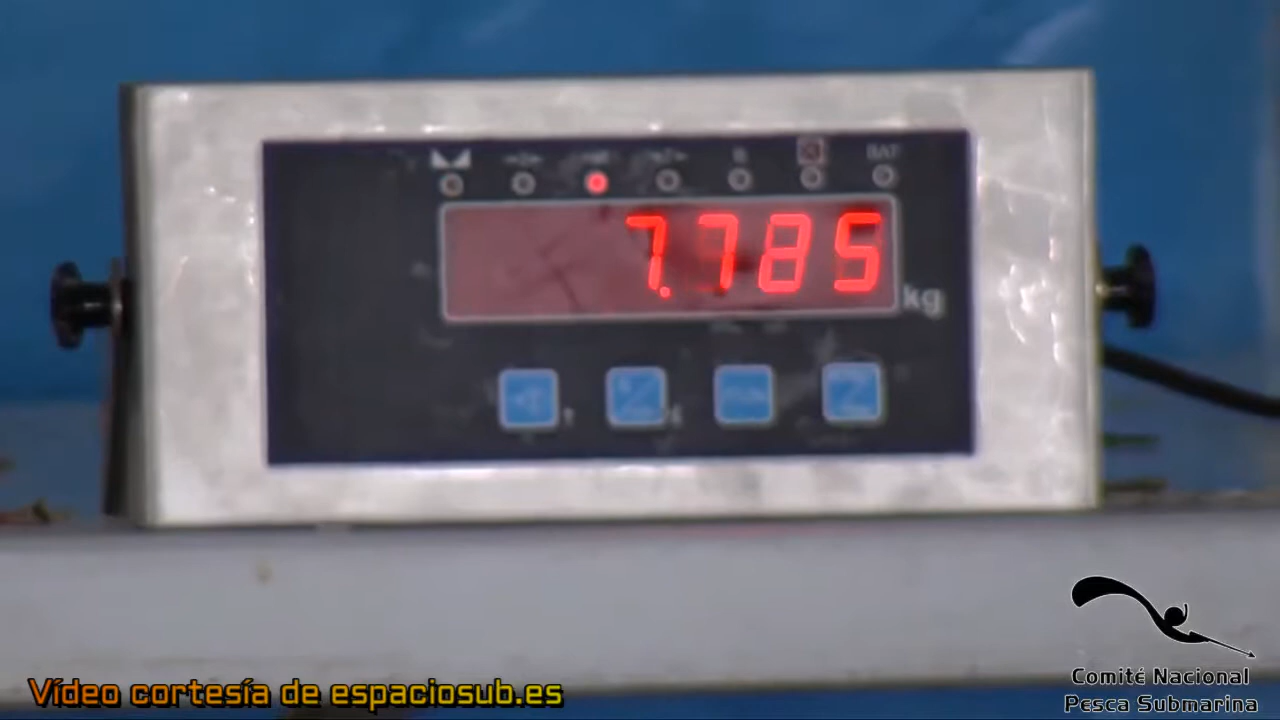 BAT
7.785
kg
Vídeo cortesía de espaciosub.es
Comité Nacional
Pesca Submarina